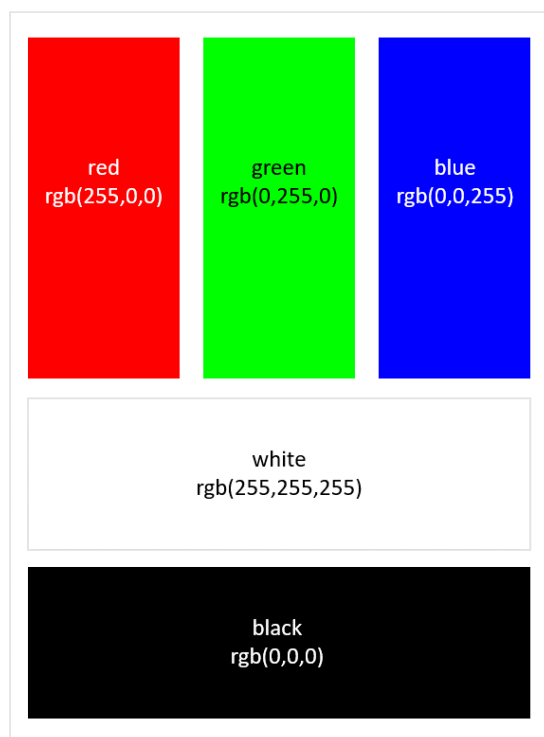 red
rgb(255,0,0)
green
rgb(0,255,0)
blue
rgb(0,0,255)
white
rgb(255,255,255)
black
rgb(0,0,0)